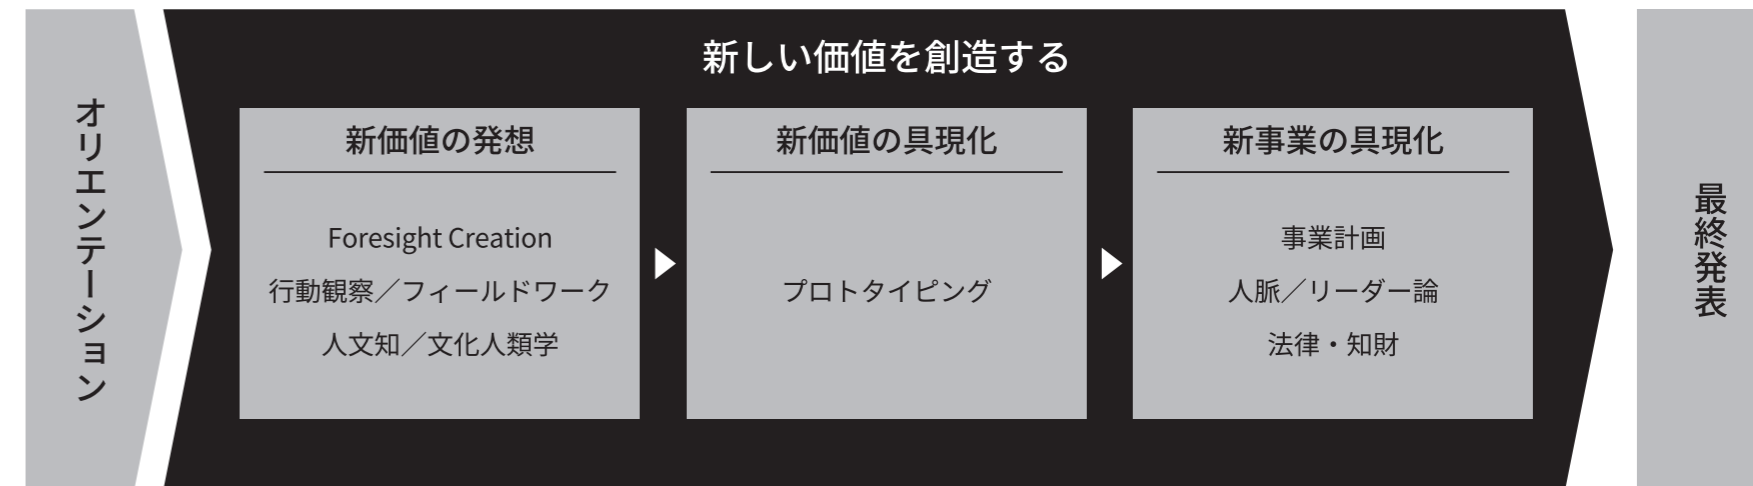 オリエンテーション
新しい価値を創造する
新価値の発想
Foresight Creation
行動観察／フィールドワーク
人文知／文化人類学
新価値の具現化
プロトタイピング
新事業の具現化
事業計画
人脈／リーダー論
法律・知財
最終発表